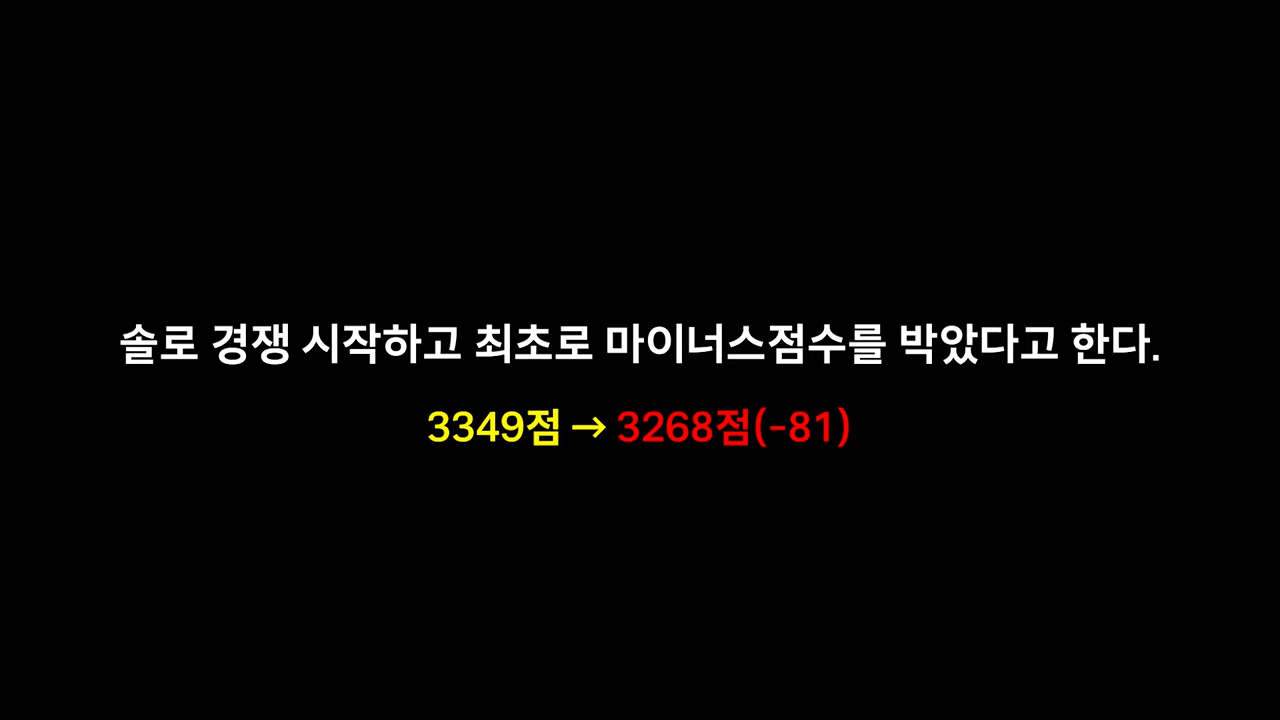 솔로 경쟁 시작하고 최초로 마이너스점수를 박았다고 한다.
3349점 → 3268점(-81)